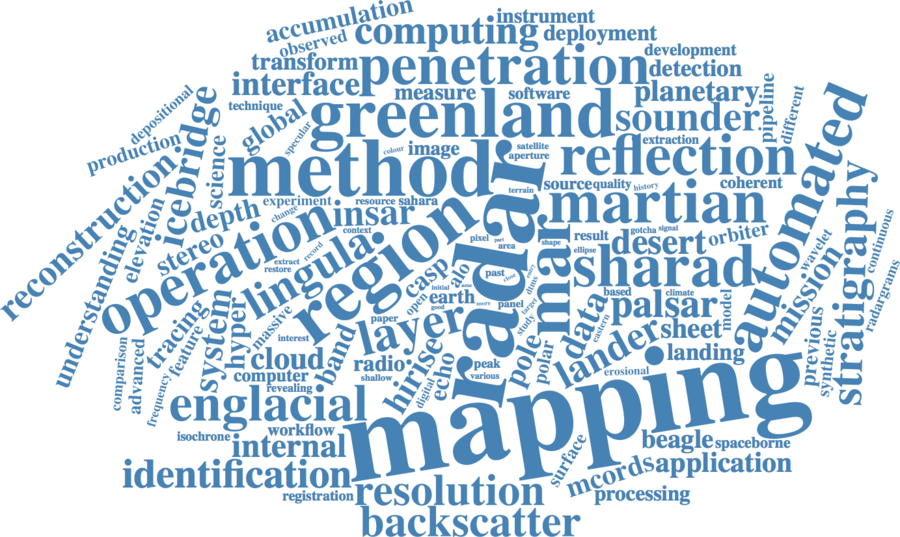 accumulation
instrument
observed
computing
deployment
transform
penetration
development
interface
measure
software
detection
technique
global
greenland
planetary
sounder
pipeline
different
depositional
production
icebridge
science
specular
colour
image
satellite
aperture
extraction
method
reflection
terrain
source
quality
history
coherent
reconstruction
understanding
elevation
stereo
depth
experiment
change
resource
sahara
insar
context
martian
automated
operation
lingula
region
radar
mar
pixel
part
area
shape
result
ellipse
gotcha
signal
desert
orbiter
wavelet
mission
continuous
radargrams
stratigraphy
extract
restore
record
casp
alo
past
close
sharad
data
based
climate
palsar
model
massive
open
initial
earth
good
more
panel
target
study
eastern
lander
sheet
landing
previous
synthetic
tracing
feature
system
hyper
interest
paper
layer
band
cloud
radio
hirise
echo
peak
pole
polar
erosional
comparison
advanced
frequency
computer
revealing
shallow
digital
various
englacial
mapping
isochrone
workflow
internal
surface
beagle
spaceborne
identification
mcords
application
registration
resolution
processing
backscatter